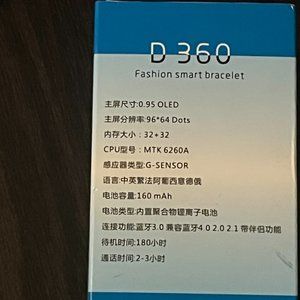 D 360
Fashion smart bracelet
主屏尺寸:0.95 OLED
主屏分辨率:96*64 Dots
内存大小：32+32
CPU型号：MTK 6260A
感应器类型:G-SENSOR
语言:中英繁法阿葡西意德俄
电池容量:160 mAh
电池类型:内置聚合物锂离子电池
连接功能:蓝牙3.0 兼容蓝牙4.0 2.0 2.1 带伴侣功能
待机时间:180小时
通话时间:2-3小时